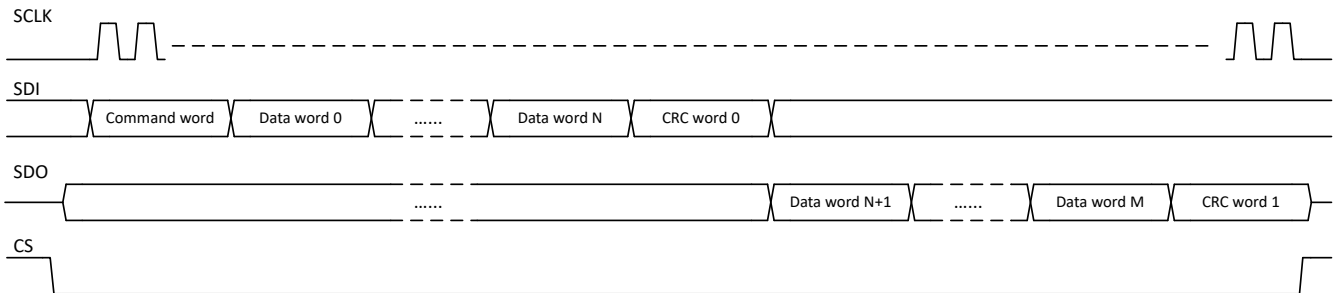 SCLK
SDI
Command word Data word 0 ...... Data word N CRC word 0
SDO
...... Data word N+1 ...... Data word M CRC word 1
CS